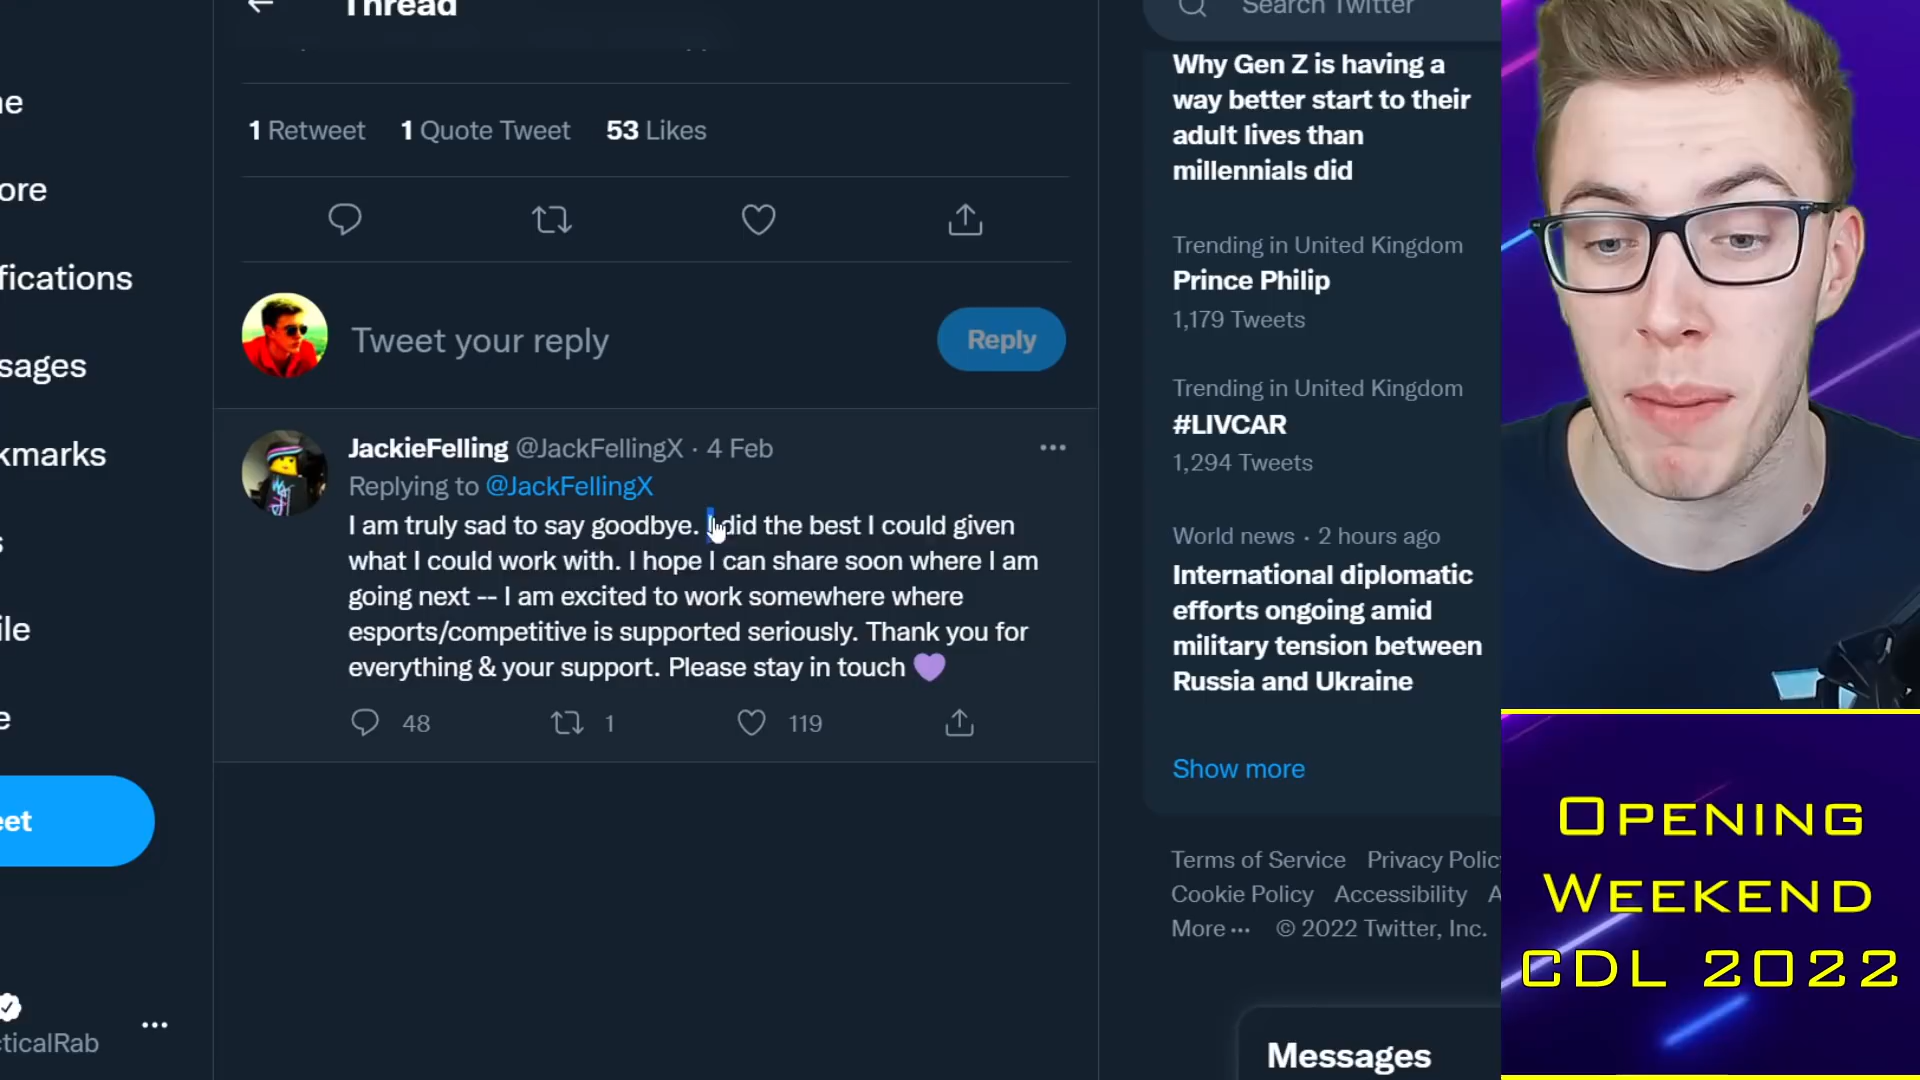 Thread
Search Twitter
ne
ore
fications
sages
kmarks
s
ile
e
eet
cticalRab
1 Retweet 1 Quote Tweet 53 Likes
Tweet your reply
Reply
JackieFelling @JackFellingX · 4 Feb
Replying to @JackFellingX
I am truly sad to say goodbye. I did the best I could given
what I could work with. I hope I can share soon where I am
going next -- I am excited to work somewhere where
esports/competitive is supported seriously. Thank you for
everything & your support. Please stay in touch 💜
48 1 119
Why Gen Z is having a
way better start to their
adult lives than
millennials did
Trending in United Kingdom
Prince Philip
1,179 Tweets
Trending in United Kingdom
#LIVCAR
1,294 Tweets
World news · 2 hours ago
International diplomatic
efforts ongoing amid
military tension between
Russia and Ukraine
Show more
Terms of Service Privacy Polic
Cookie Policy Accessibility A
More ··· © 2022 Twitter, Inc.
Messages
OPENING
WEEKEND
CDL 2022